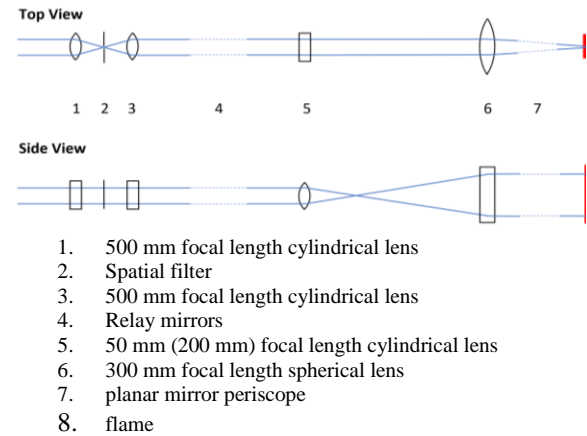 Top View
1 2 3 4 5 6 7
Side View
1. 500 mm focal length cylindrical lens
2. Spatial filter
3. 500 mm focal length cylindrical lens
4. Relay mirrors
5. 50 mm (200 mm) focal length cylindrical lens
6. 300 mm focal length spherical lens
7. planar mirror periscope
8. flame